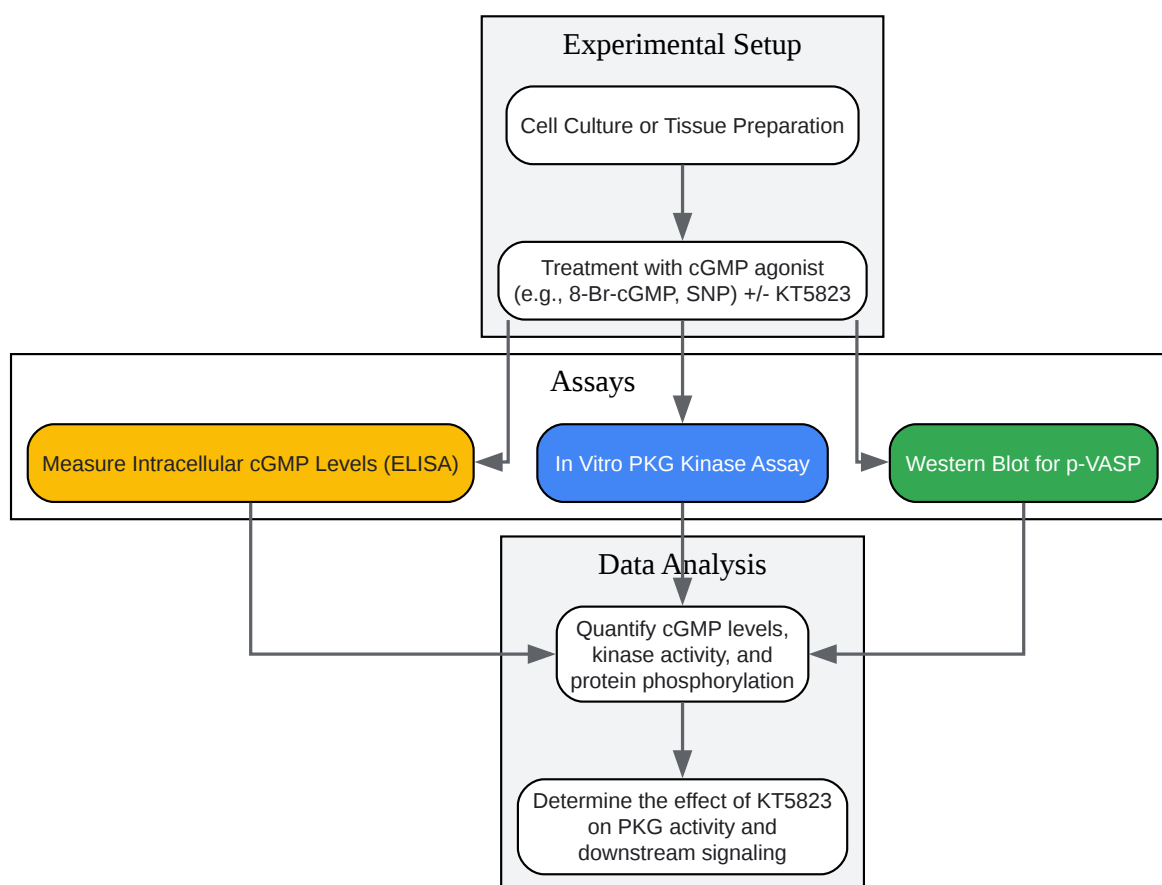 Experimental Setup
Cell Culture or Tissue Preparation
Treatment with cGMP agonist
(e.g., 8-Br-cGMP, SNP) +/- KT5823
Assays
Measure Intracellular cGMP Levels (ELISA)
In Vitro PKG Kinase Assay
Western Blot for p-VASP
Data Analysis
Quantify cGMP levels,
kinase activity, and
protein phosphorylation
Determine the effect of KT5823
on PKG activity and
downstream signaling